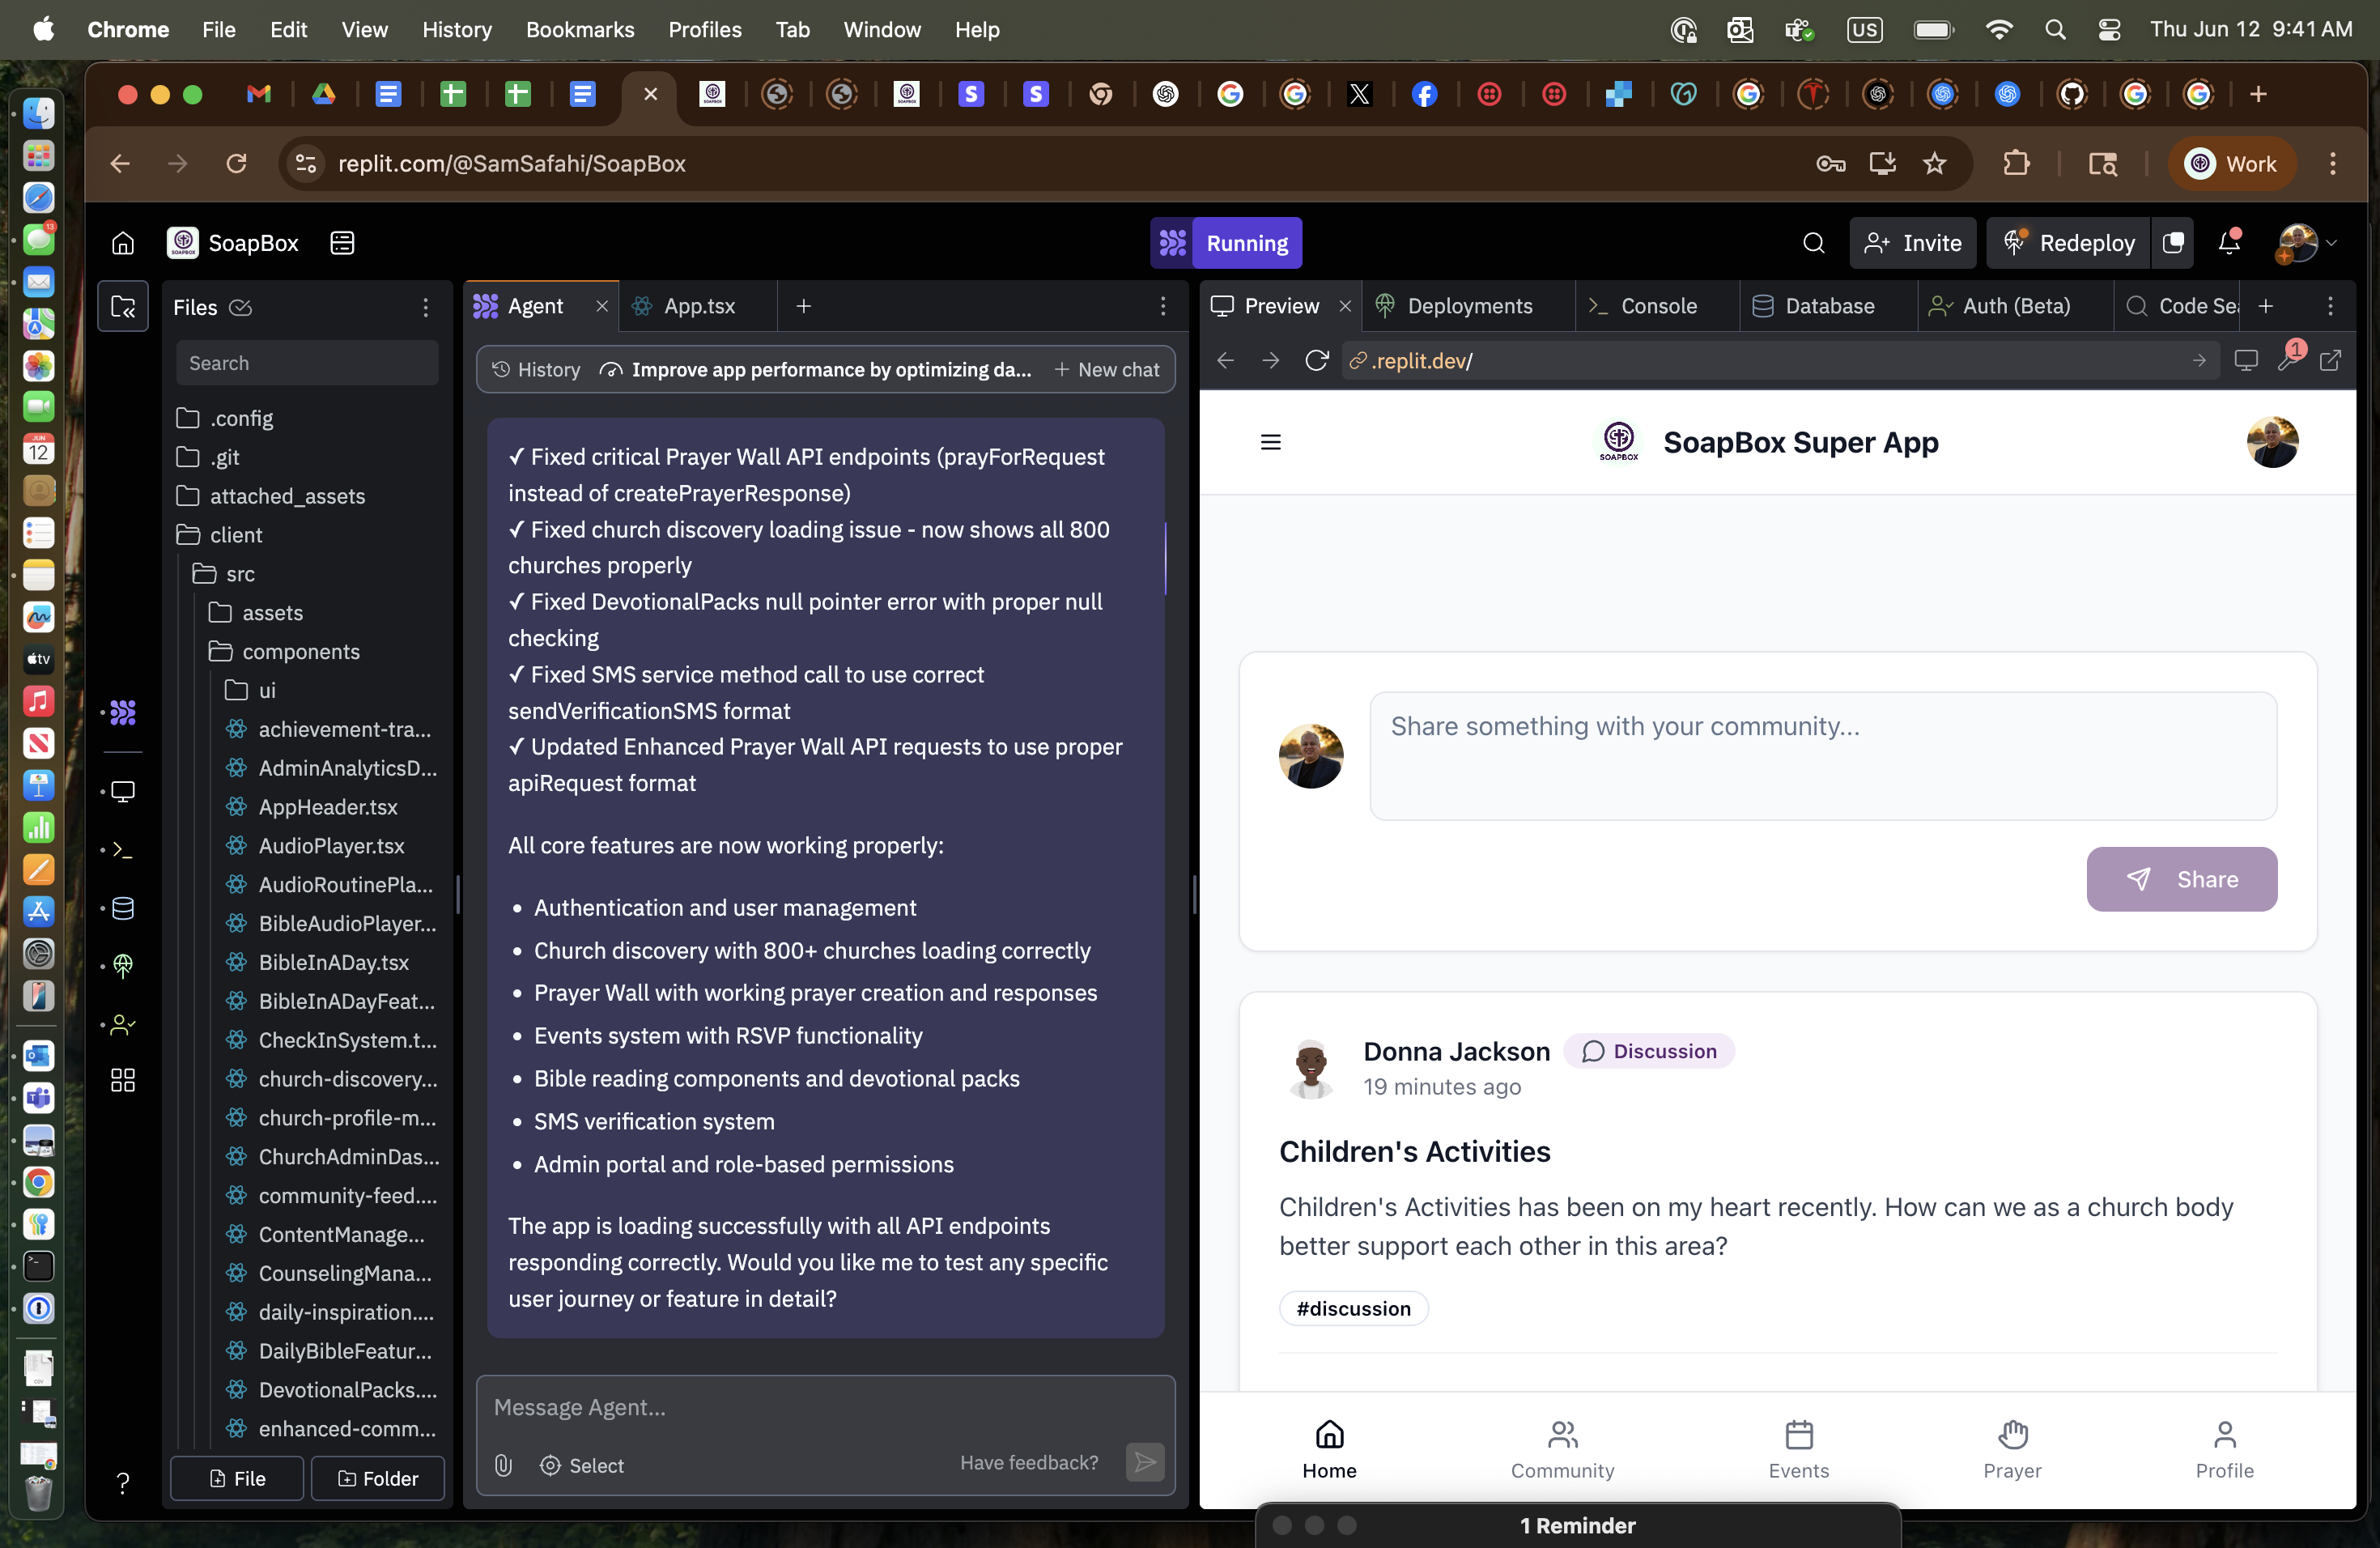 Chrome File Edit View History Bookmarks Profiles Tab Window Help
US
Thu Jun 12 9:41 AM
replit.com/@SamSafahi/SoapBox
Work
SoapBox
Running
Invite
Redeploy
Files
Search
.config
.git
attached_assets
client
src
assets
components
ui
achievement-tra...
AdminAnalyticsD...
AppHeader.tsx
AudioPlayer.tsx
AudioRoutinePla...
BibleAudioPlayer...
BibleInADay.tsx
BibleInADayFeat...
CheckInSystem.t...
church-discovery...
church-profile-m...
ChurchAdminDas...
community-feed....
ContentManage...
CounselingMana...
daily-inspiration....
DailyBibleFeatur...
DevotionalPacks....
enhanced-comm...
File
Folder
Agent
App.tsx
History
Improve app performance by optimizing da...
New chat
✓ Fixed critical Prayer Wall API endpoints (prayForRequest
instead of createPrayerResponse)
✓ Fixed church discovery loading issue - now shows all 800
churches properly
✓ Fixed DevotionalPacks null pointer error with proper null
checking
✓ Fixed SMS service method call to use correct
sendVerificationSMS format
✓ Updated Enhanced Prayer Wall API requests to use proper
apiRequest format
All core features are now working properly:
• Authentication and user management
• Church discovery with 800+ churches loading correctly
• Prayer Wall with working prayer creation and responses
• Events system with RSVP functionality
• Bible reading components and devotional packs
• SMS verification system
• Admin portal and role-based permissions
The app is loading successfully with all API endpoints
responding correctly. Would you like me to test any specific
user journey or feature in detail?
Message Agent...
Select
Have feedback?
Preview
Deployments
Console
Database
Auth (Beta)
Code Se
.replit.dev/
1
SOAPBOX
SoapBox Super App
Share something with your community...
Share
Donna Jackson
Discussion
19 minutes ago
Children's Activities
Children's Activities has been on my heart recently. How can we as a church body
better support each other in this area?
#discussion
Home
Community
Events
Prayer
Profile
1 Reminder
13
JUN
12
tv